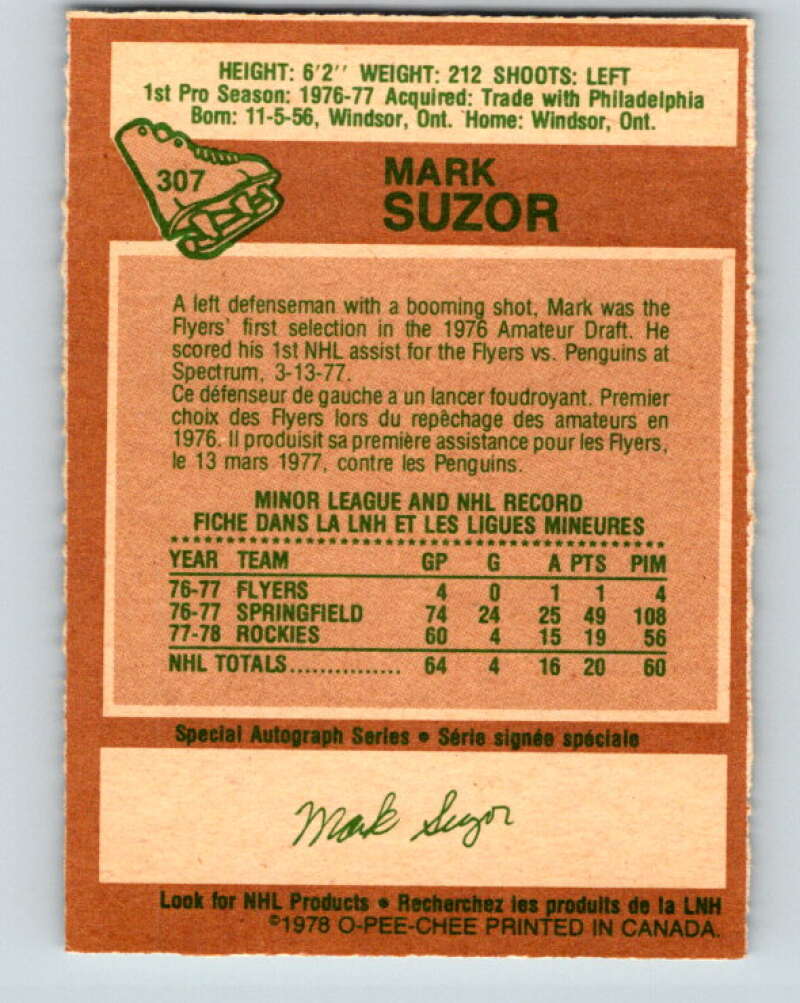 HEIGHT: 6'2'' WEIGHT: 212 SHOOTS: LEFT
1st Pro Season: 1976-77 Acquired: Trade with Philadelphia
Born: 11-5-56, Windsor, Ont. Home: Windsor, Ont.
307
MARK
SUZOR
A left defenseman with a booming shot, Mark was the
Flyers' first selection in the 1976 Amateur Draft. He
scored his 1st NHL assist for the Flyers vs. Penguins at
Spectrum, 3-13-77.
Ce défenseur de gauche a un lancer foudroyant. Premier
choix des Flyers lors du repêchage des amateurs en
1976. Il produisit sa première assistance pour les Flyers,
le 13 mars 1977, contre les Penguins.
MINOR LEAGUE AND NHL RECORD
FICHE DANS LA LNH ET LES LIGUES MINEURES
YEAR TEAM GP G A PTS PIM
76-77 FLYERS 4 0 1 1 4
76-77 SPRINGFIELD 74 24 25 49 108
77-78 ROCKIES 60 4 15 19 56
NHL TOTALS............... 64 4 16 20 60
Special Autograph Series • Série signée spéciale
Mark Suzor
Look for NHL Products • Recherchez les produits de la LNH
©1978 O-PEE-CHEE PRINTED IN CANADA.